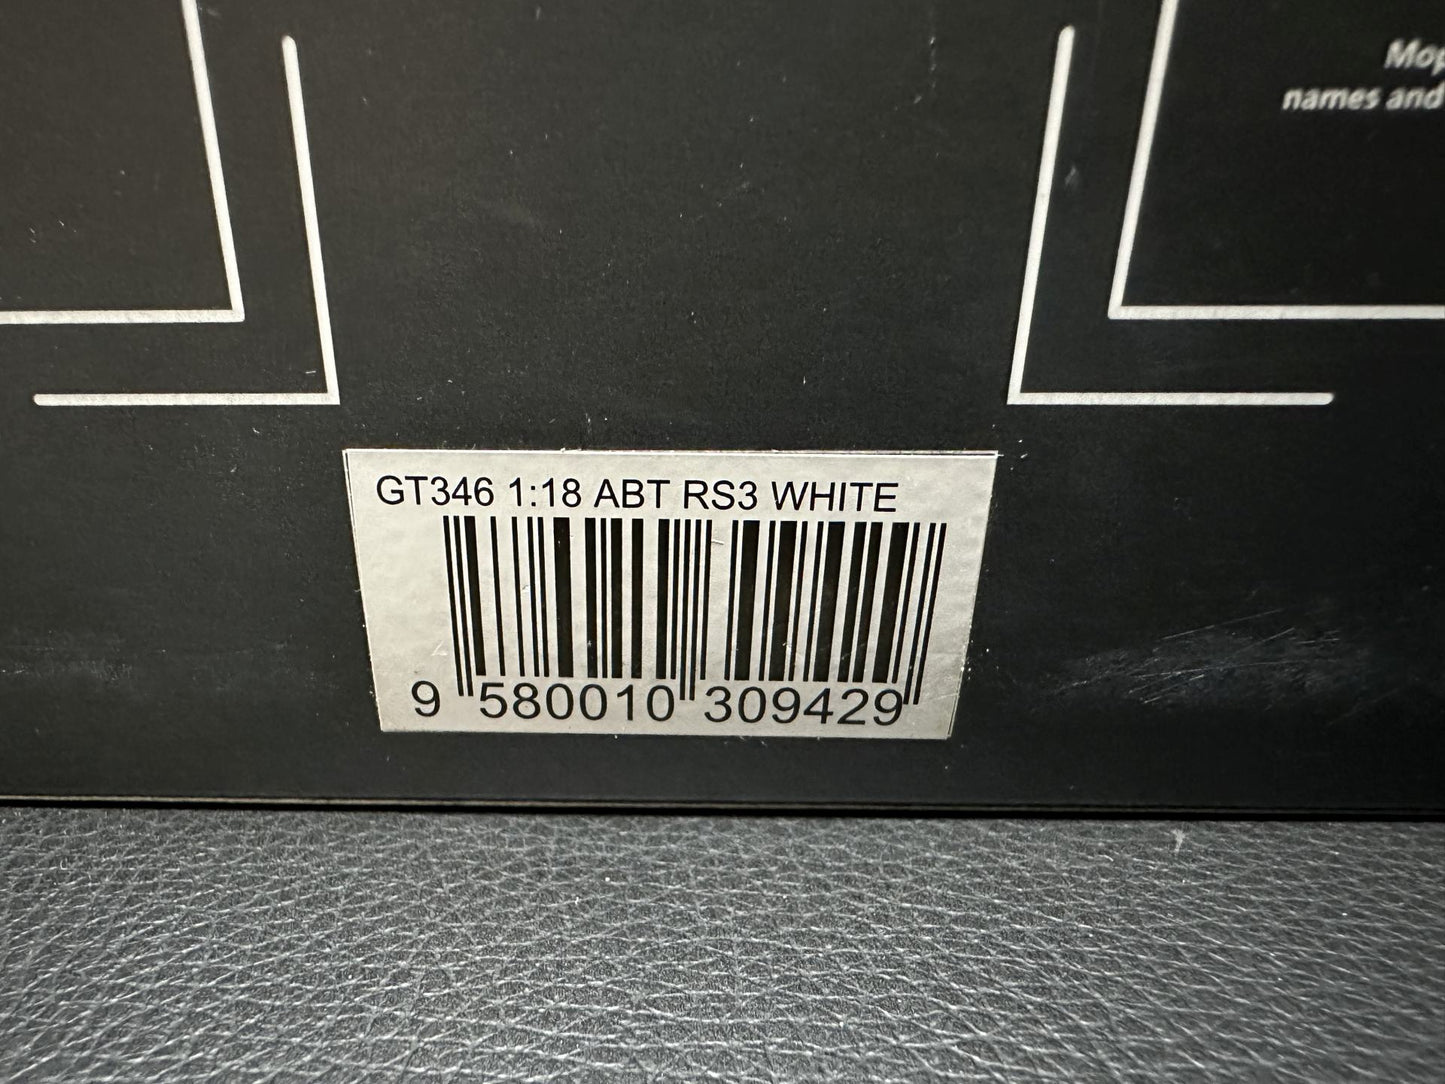 Mop
names and
GT346 1:18 ABT RS3 WHITE
9 580010 309429